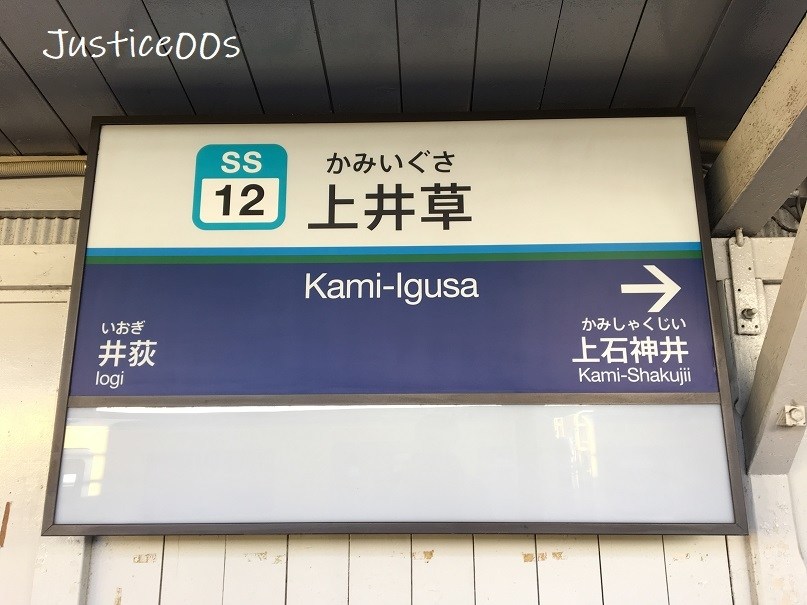 Justice00s
SS
12
かみいぐさ
上井草
Kami-Igusa
→
いおぎ
井荻
Iogi
かみしゃくじい
上石神井
Kami-Shakujii